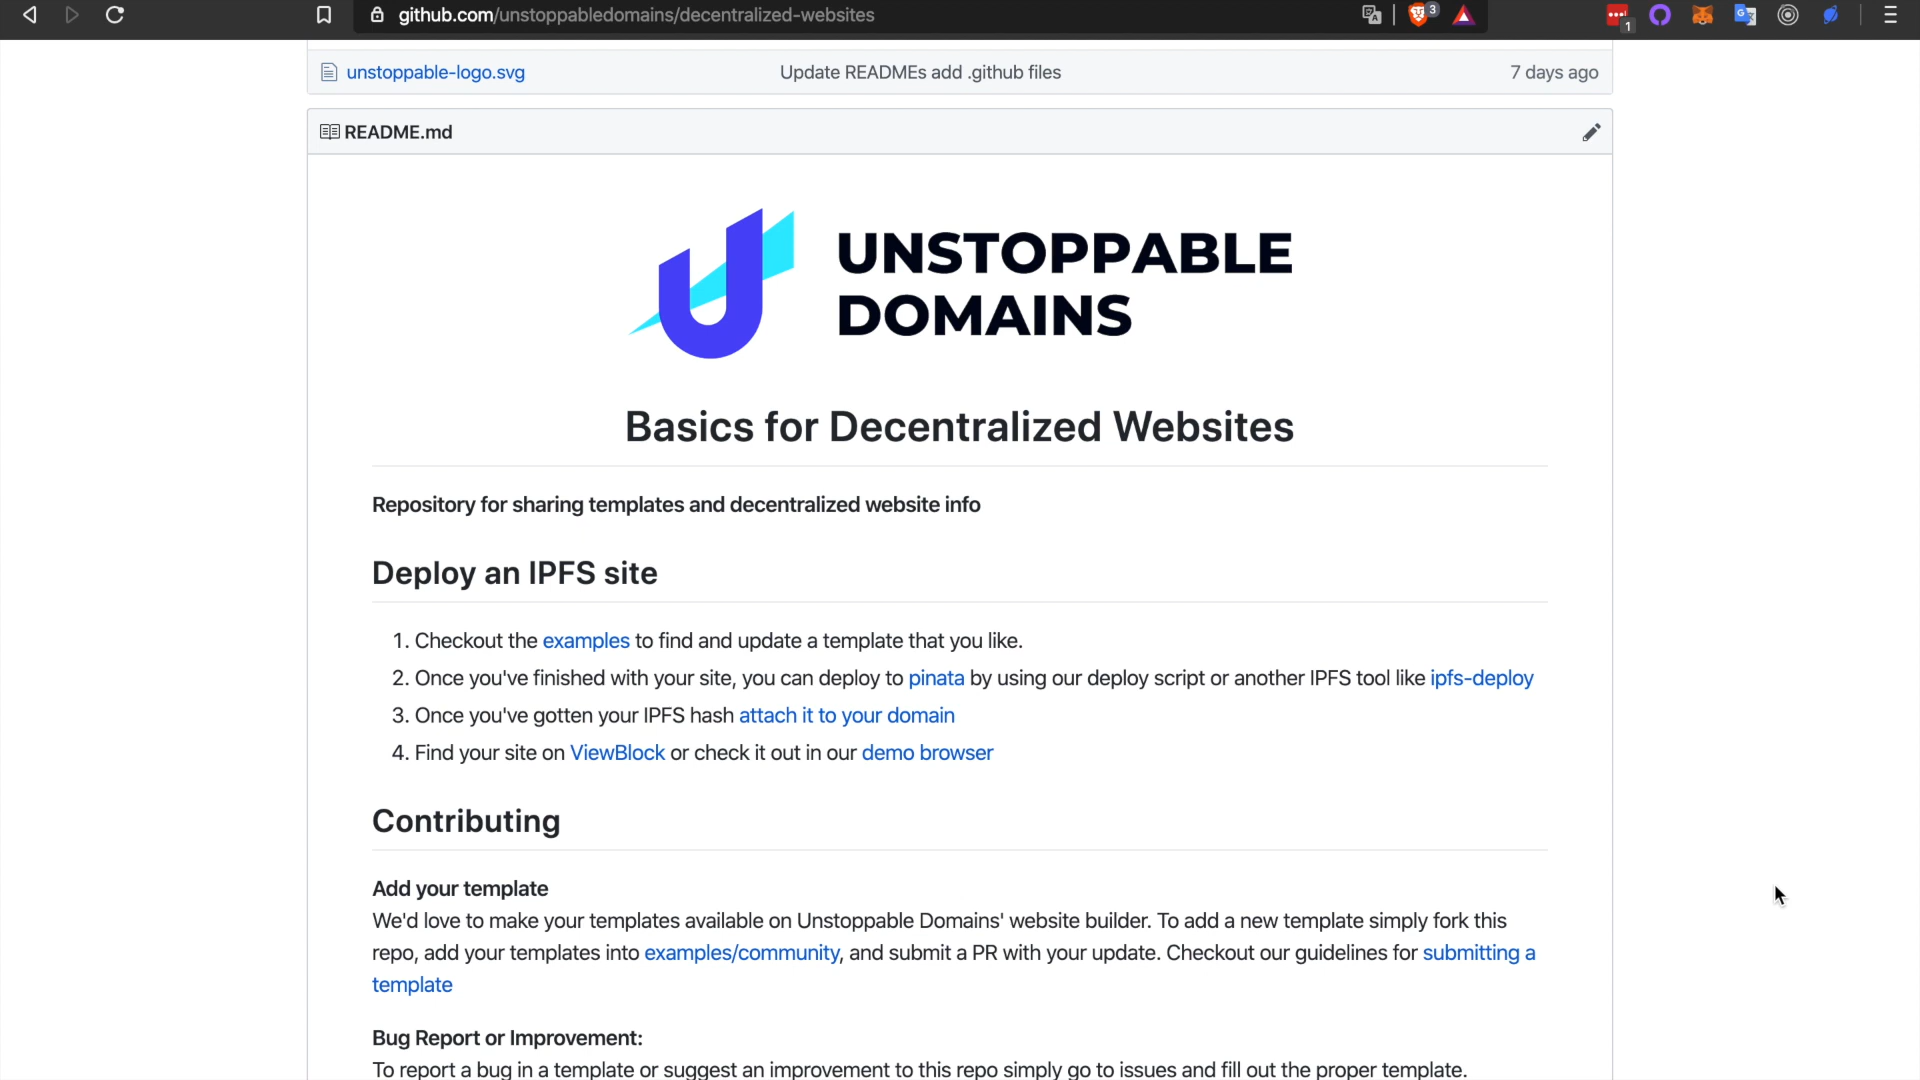 github.com/unstoppabledomains/decentralized-websites
3
1
unstoppable-logo.svg Update READMEs add .github files 7 days ago
README.md
UNSTOPPABLE
DOMAINS
Basics for Decentralized Websites
Repository for sharing templates and decentralized website info
Deploy an IPFS site
1. Checkout the examples to find and update a template that you like.
2. Once you've finished with your site, you can deploy to pinata by using our deploy script or another IPFS tool like ipfs-deploy
3. Once you've gotten your IPFS hash attach it to your domain
4. Find your site on ViewBlock or check it out in our demo browser
Contributing
Add your template
We'd love to make your templates available on Unstoppable Domains' website builder. To add a new template simply fork this
repo, add your templates into examples/community, and submit a PR with your update. Checkout our guidelines for submitting a
template
Bug Report or Improvement:
To report a bug in a template or suggest an improvement to this repo simply go to issues and fill out the proper template.